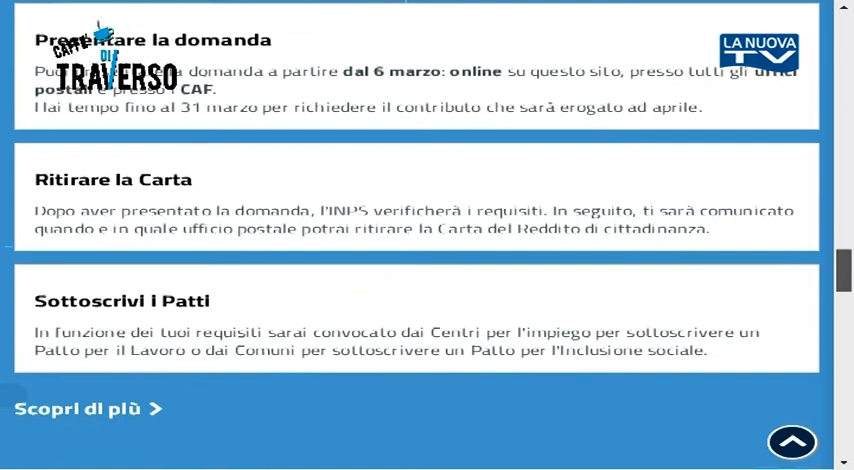 CAFFÈ
DI
TRAVERSO
LA NUOVA
TV
Presentare la domanda
la domanda a partire dal 6 marzo: online su questo sito, presso tutti gli uffici
postali e presso i CAF.
Hai tempo fino al 31 marzo per richiedere il contributo che sarà erogato ad aprile.
Ritirare la Carta
Dopo aver presentato la domanda, l'INPS verificherà i requisiti. In seguito, ti sarà comunicato
quando e in quale ufficio postale potrai ritirare la Carta del Reddito di cittadinanza.
Sottoscrivi i Patti
In funzione dei tuoi requisiti sarai convocato dai Centri per l'impiego per sottoscrivere un
Patto per il Lavoro o dai Comuni per sottoscrivere un Patto per l'Inclusione sociale.
Scopri di più